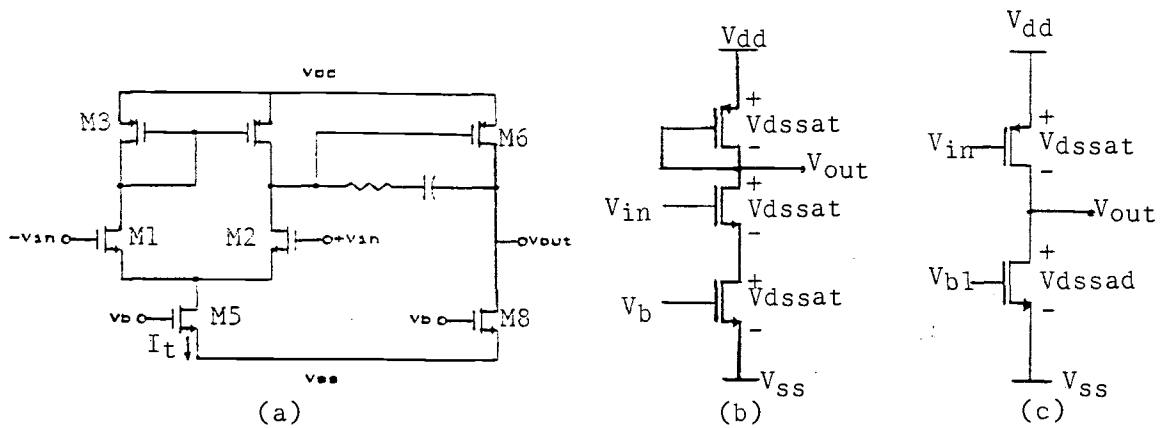 VDD
M3
M6
-Vin
M1
M2
+Vin
Vout
Vb
M5
Vb
M8
It
Vss
(a)
Vdd
+
Vdssat
-
Vout
+
Vin
Vdssat
-
+
Vb
Vdssat
-
Vss
(b)
Vdd
+
Vin
Vdssat
-
Vout
+
Vb1
Vdssad
-
Vss
(c)